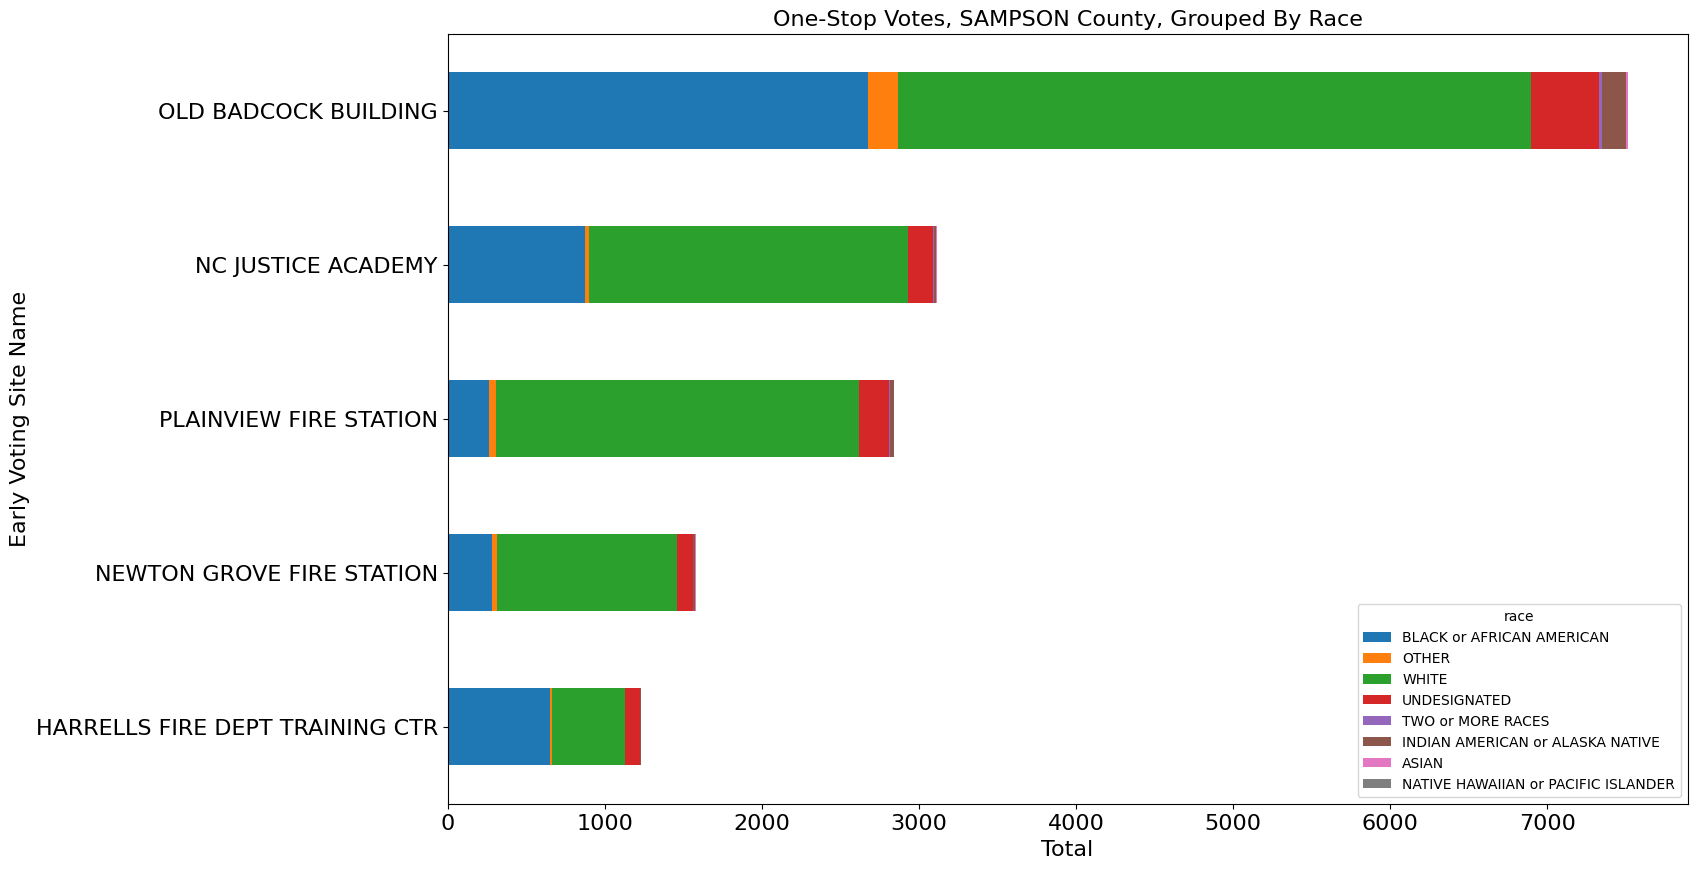 One-Stop Votes, SAMPSON County, Grouped By Race
Early Voting Site Name
OLD BADCOCK BUILDING
NC JUSTICE ACADEMY
PLAINVIEW FIRE STATION
NEWTON GROVE FIRE STATION
HARRELLS FIRE DEPT TRAINING CTR
race
BLACK or AFRICAN AMERICAN
OTHER
WHITE
UNDESIGNATED
TWO or MORE RACES
INDIAN AMERICAN or ALASKA NATIVE
ASIAN
NATIVE HAWAIIAN or PACIFIC ISLANDER
0 1000 2000 3000 4000 5000 6000 7000
Total